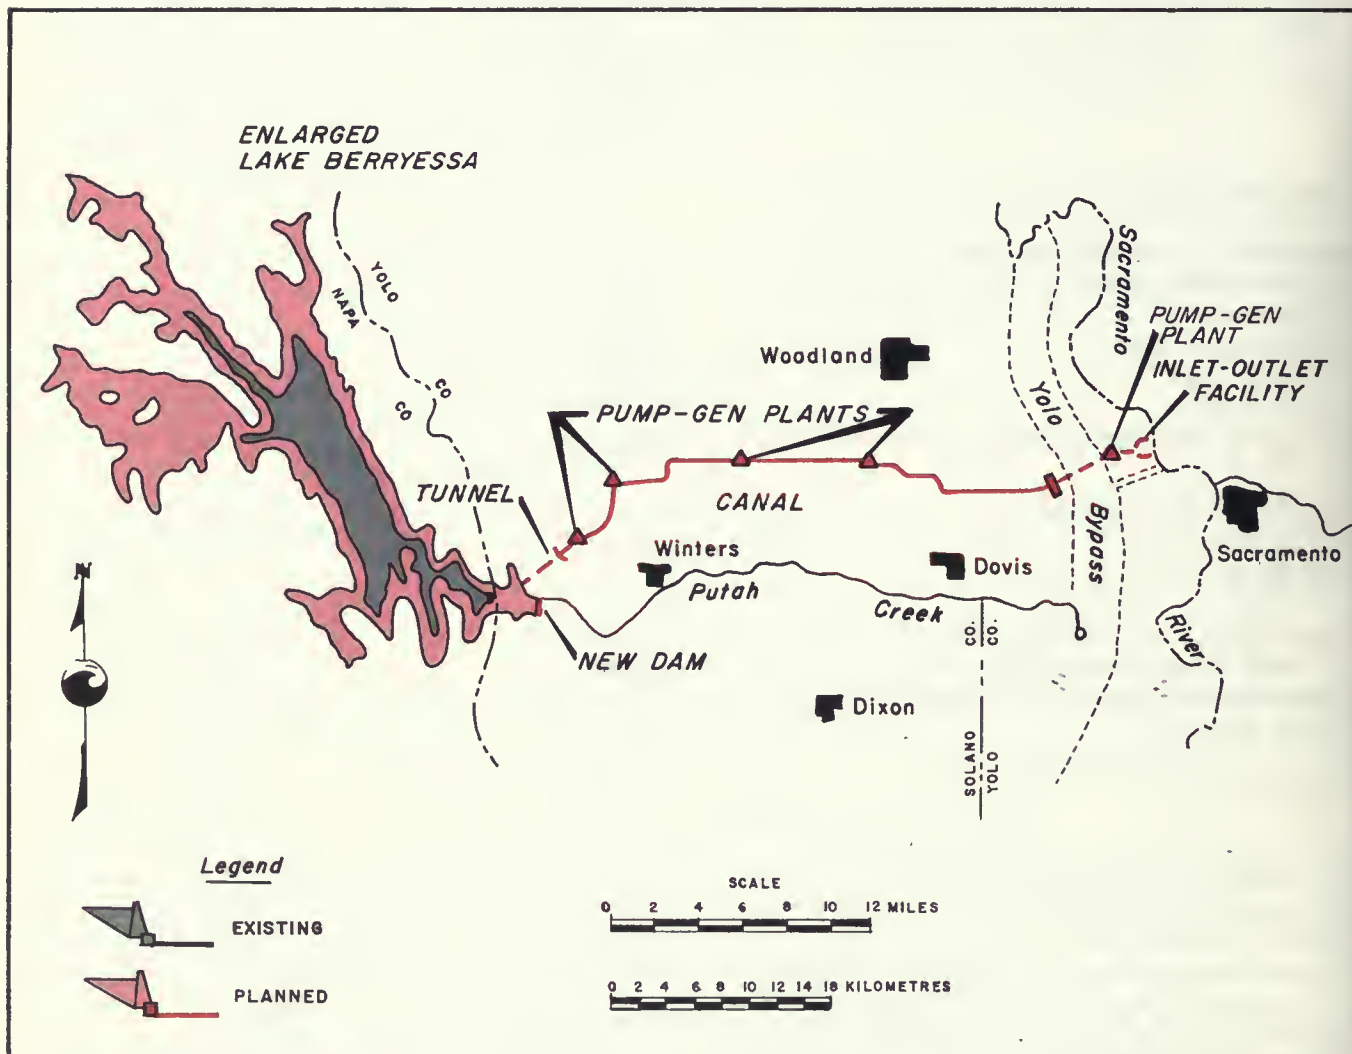 ENLARGED
LAKE BERRYESSA
YOLO
NAPA
CO
CO
Sacramento
PUMP-GEN
PLANT
INLET-OUTLET
FACILITY
Woodland
Yolo
PUMP-GEN PLANTS
TUNNEL
CANAL
Bypass
Sacramento
Winters
Davis
Putah
Creek
CO.
CO.
River
NEW DAM
N
Dixon
SOLANO
YOLO
Legend
EXISTING
PLANNED
SCALE
0 2 4 6 8 10 12 MILES
0 2 4 6 8 10 12 14 18 KILOMETRES